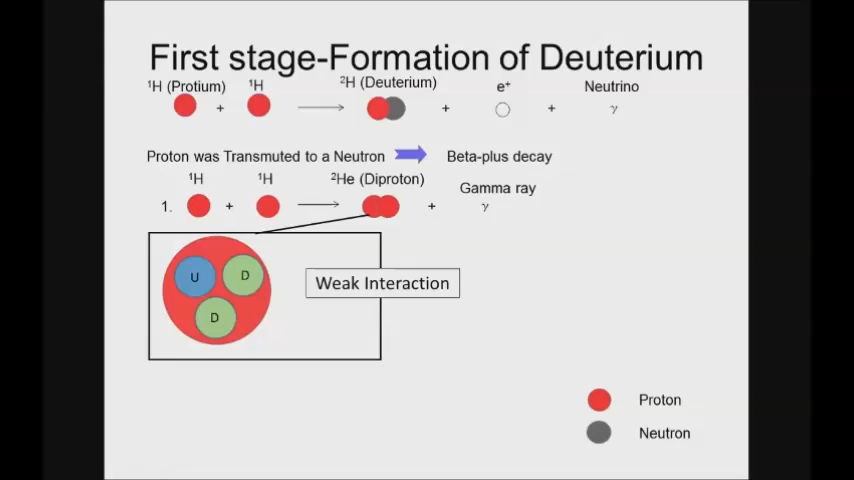 First stage-Formation of Deuterium
¹H (Protium) ¹H ²H (Deuterium) e⁺ Neutrino
+ + + γ
Proton was Transmuted to a Neutron Beta-plus decay
¹H ¹H ²He (Diproton) Gamma ray
1. + + γ
U D
D
Weak Interaction
Proton
Neutron